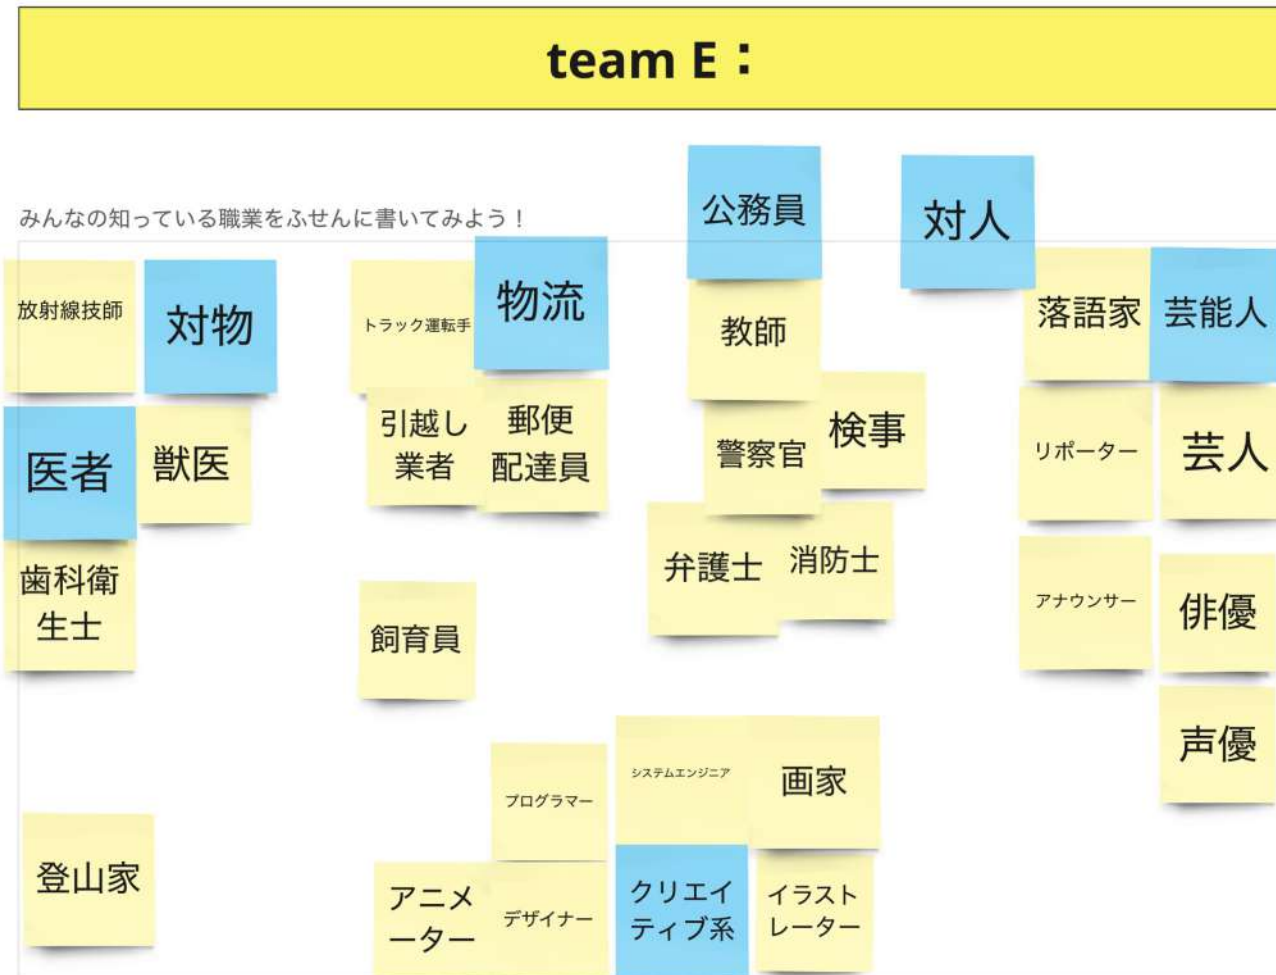 team E：
みんなの知っている職業をふせんに書いてみよう！
公務員
対人
放射線技師
対物
トラック運転手
物流
教師
落語家
芸能人
医者
獣医
引越し
業者
郵便
配達員
警察官
検事
リポーター
芸人
歯科衛
生士
飼育員
弁護士
消防士
アナウンサー
俳優
声優
プログラマー
システムエンジニア
画家
登山家
アニメ
ーター
デザイナー
クリエイ
ティブ系
イラスト
レーター